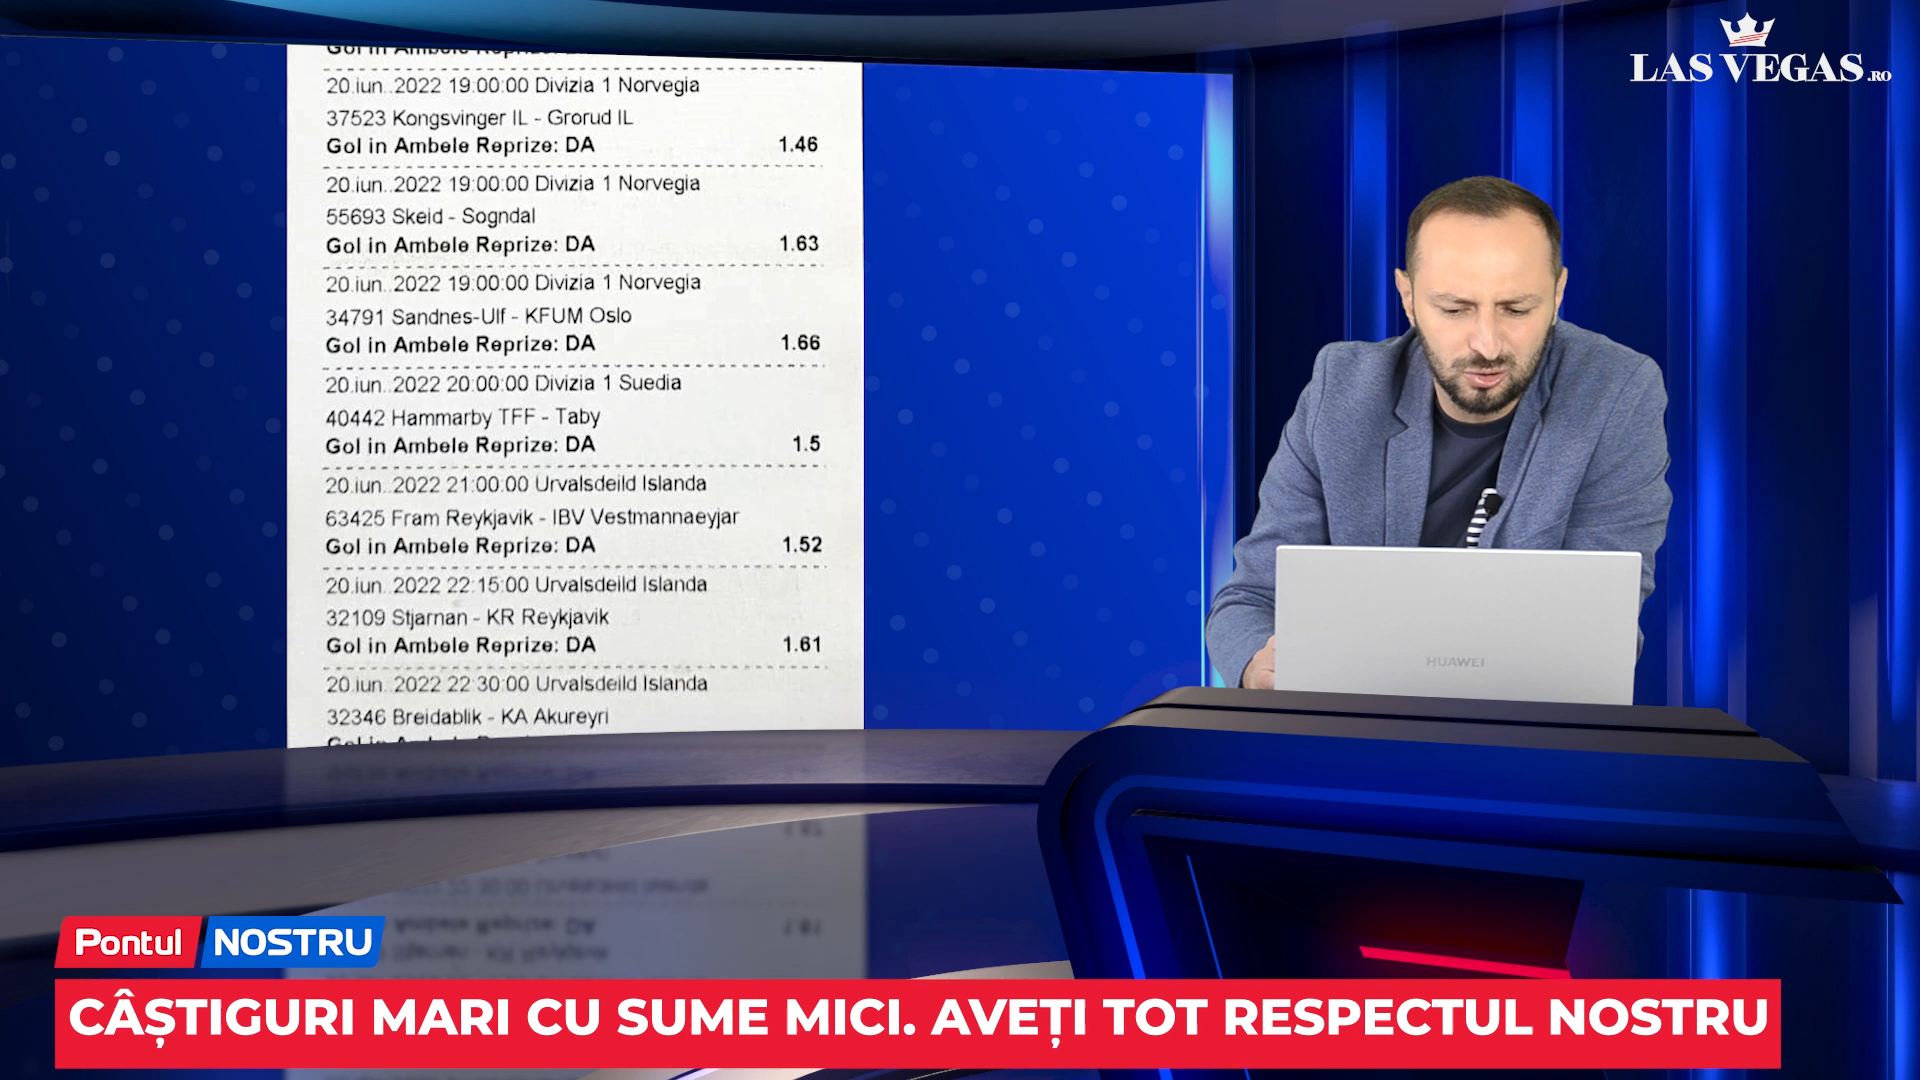 Gol in Ambele Reprize: DA
20.iun..2022 19:00:00 Divizia 1 Norvegia
37523 Kongsvinger IL - Grorud IL
Gol in Ambele Reprize: DA 1.46
20.iun..2022 19:00:00 Divizia 1 Norvegia
55693 Skeid - Sogndal
Gol in Ambele Reprize: DA 1.63
20.iun..2022 19:00:00 Divizia 1 Norvegia
34791 Sandnes-Ulf - KFUM Oslo
Gol in Ambele Reprize: DA 1.66
20.iun..2022 20:00:00 Divizia 1 Suedia
40442 Hammarby TFF - Taby
Gol in Ambele Reprize: DA 1.5
20.iun..2022 21:00:00 Urvalsdeild Islanda
63425 Fram Reykjavik - IBV Vestmannaeyjar
Gol in Ambele Reprize: DA 1.52
20.iun..2022 22:15:00 Urvalsdeild Islanda
32109 Stjarnan - KR Reykjavik
Gol in Ambele Reprize: DA 1.61
20.iun..2022 22:30:00 Urvalsdeild Islanda
32346 Breidablik - KA Akureyri
LAS VEGAS.RO
HUAWEI
Pontul NOSTRU
CÂȘTIGURI MARI CU SUME MICI. AVEȚI TOT RESPECTUL NOSTRU